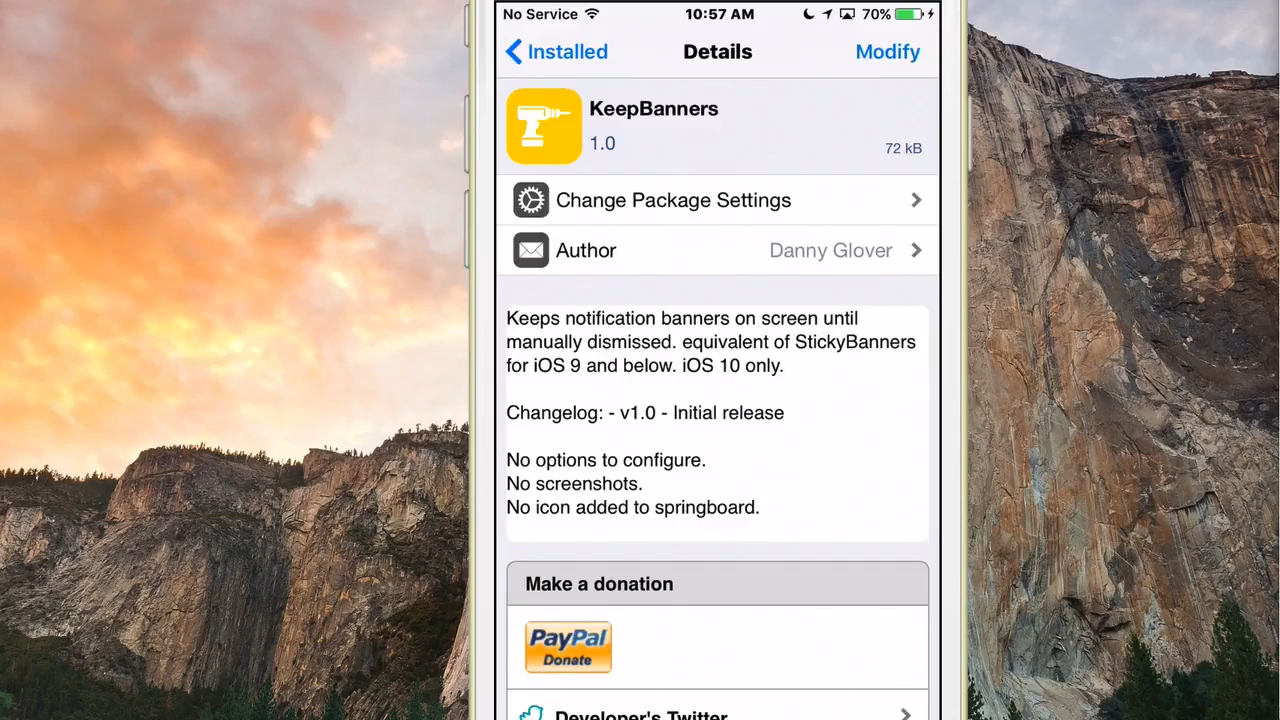 No Service 10:57 AM 70%
Installed Details Modify
KeepBanners
1.0
72 kB
Change Package Settings
Author Danny Glover
Keeps notification banners on screen until
manually dismissed. equivalent of StickyBanners
for iOS 9 and below. iOS 10 only.
Changelog: - v1.0 - Initial release
No options to configure.
No screenshots.
No icon added to springboard.
Make a donation
PayPal
Donate
Developer's Twitter